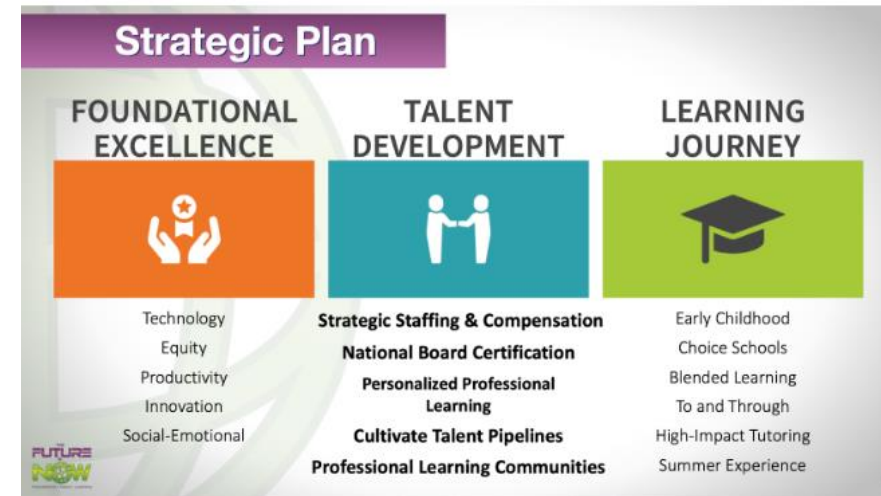 Strategic Plan
FOUNDATIONAL
EXCELLENCE
Technology
Equity
Productivity
Innovation
Social-Emotional
TALENT
DEVELOPMENT
Strategic Staffing & Compensation
National Board Certification
Personalized Professional
Learning
Cultivate Talent Pipelines
Professional Learning Communities
LEARNING
JOURNEY
Early Childhood
Choice Schools
Blended Learning
To and Through
High-Impact Tutoring
Summer Experience
THE
FUTURE
NOW